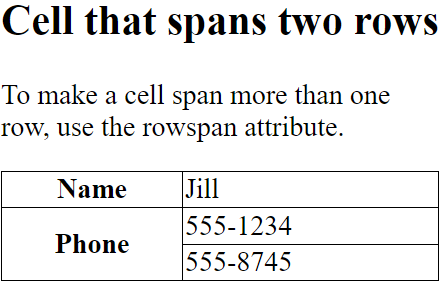 Cell that spans two rows
To make a cell span more than one
row, use the rowspan attribute.
Name Jill
Phone 555-1234
555-8745